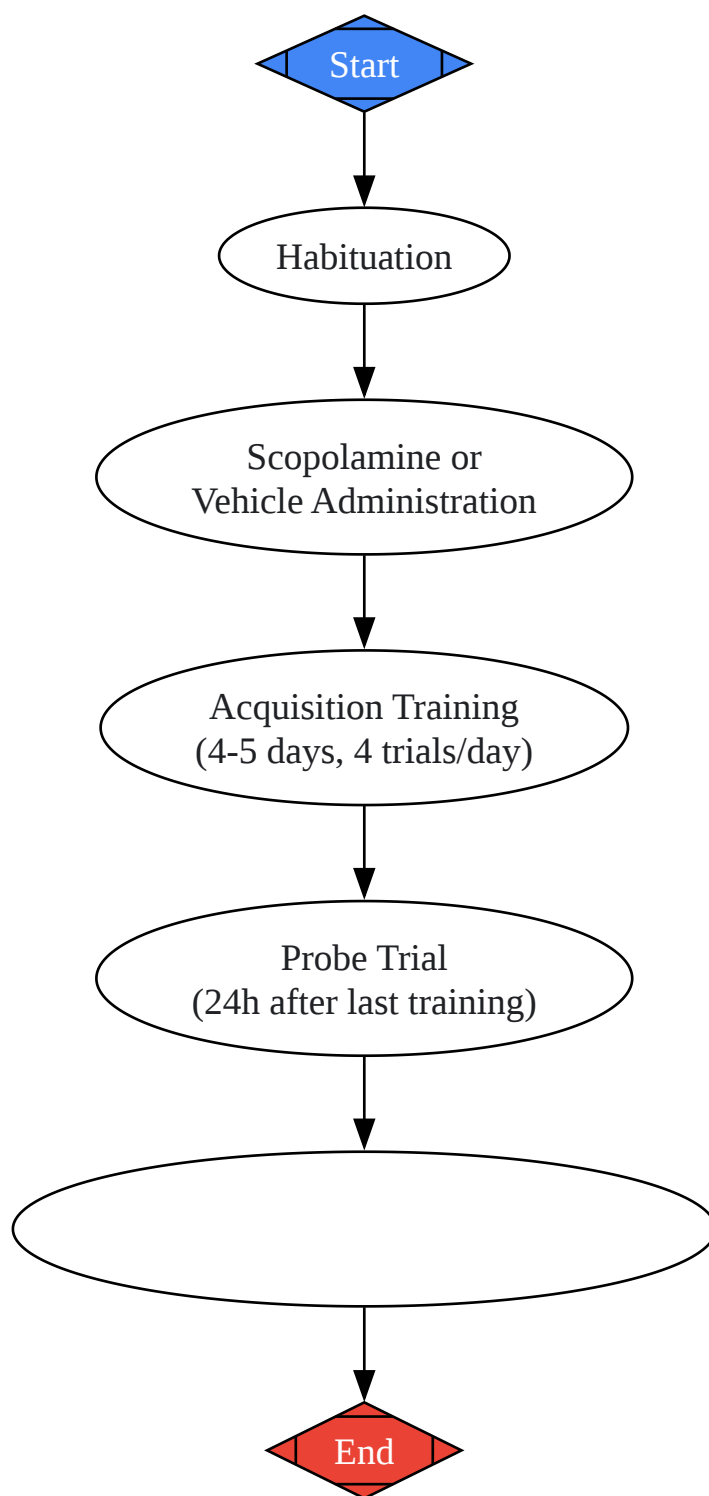 Start
Habituation
Scopolamine or
Vehicle Administration
Acquisition Training
(4-5 days, 4 trials/day)
Probe Trial
(24h after last training)
End